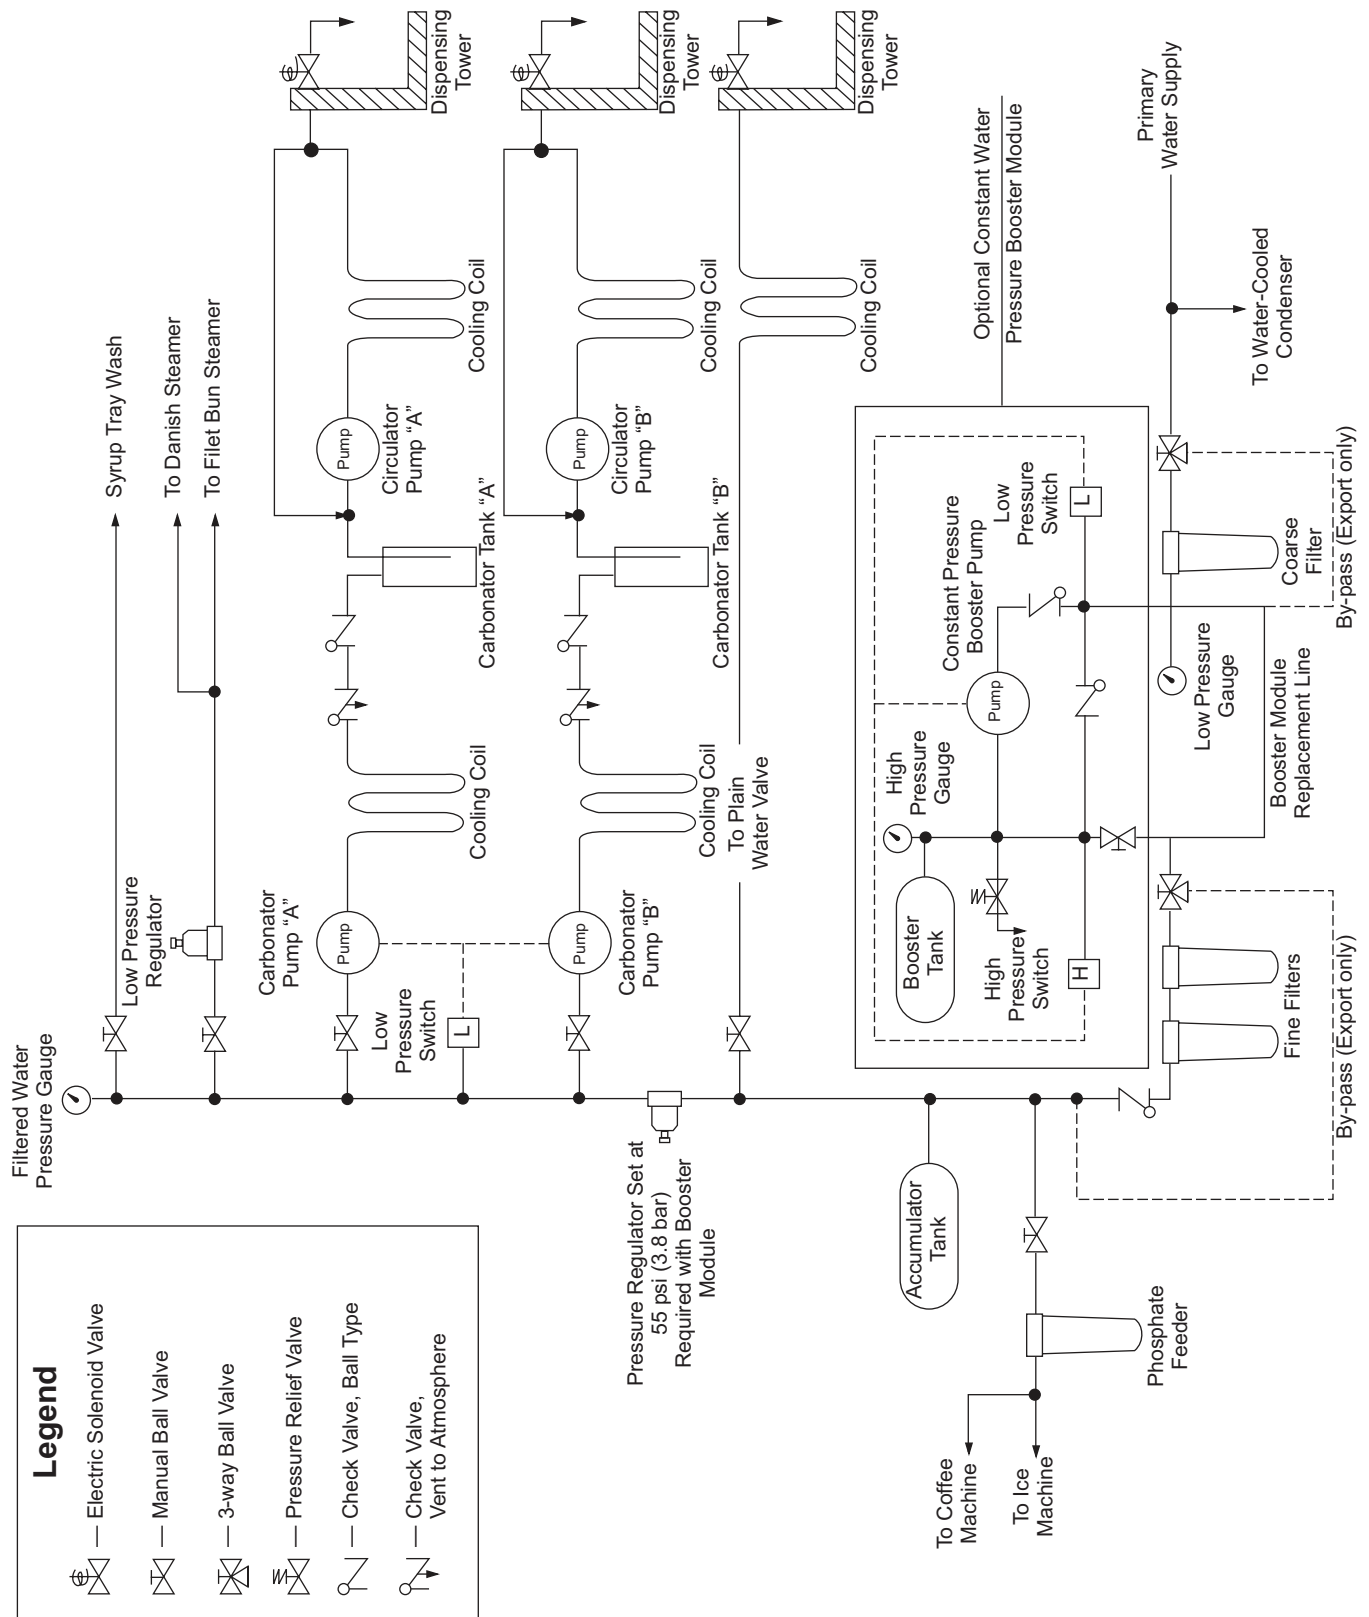 Legend
Electric Solenoid Valve
Manual Ball Valve
3-way Ball Valve
Pressure Relief Valve
Check Valve, Ball Type
Check Valve,
Vent to Atmosphere
Filtered Water
Pressure Gauge
Low Pressure
Regulator
Syrup Tray Wash
To Danish Steamer
To Filet Bun Steamer
Carbonator
Pump "A"
Pump
Cooling Coil
Carbonator Tank "A"
Circulator
Pump "A"
Pump
Cooling Coil
Dispensing
Tower
Low
Pressure
Switch
L
Carbonator
Pump "B"
Pump
Cooling Coil
Carbonator Tank "B"
Circulator
Pump "B"
Pump
Cooling Coil
Dispensing
Tower
Pressure Regulator Set at
55 psi (3.8 bar)
Required with Booster
Module
To Plain
Water Valve
Cooling Coil
Dispensing
Tower
Accumulator
Tank
Phosphate
Feeder
To Coffee
Machine
To Ice
Machine
Optional Constant Water
Pressure Booster Module
High
Pressure
Gauge
Booster
Tank
High
Pressure
Switch
H
Constant Pressure
Booster Pump
Pump
Low
Pressure
Switch
L
Primary
Water Supply
To Water-Cooled
Condenser
Coarse
Filter
Low Pressure
Gauge
Booster Module
Replacement Line
Fine Filters
By-pass (Export only)
By-pass (Export only)